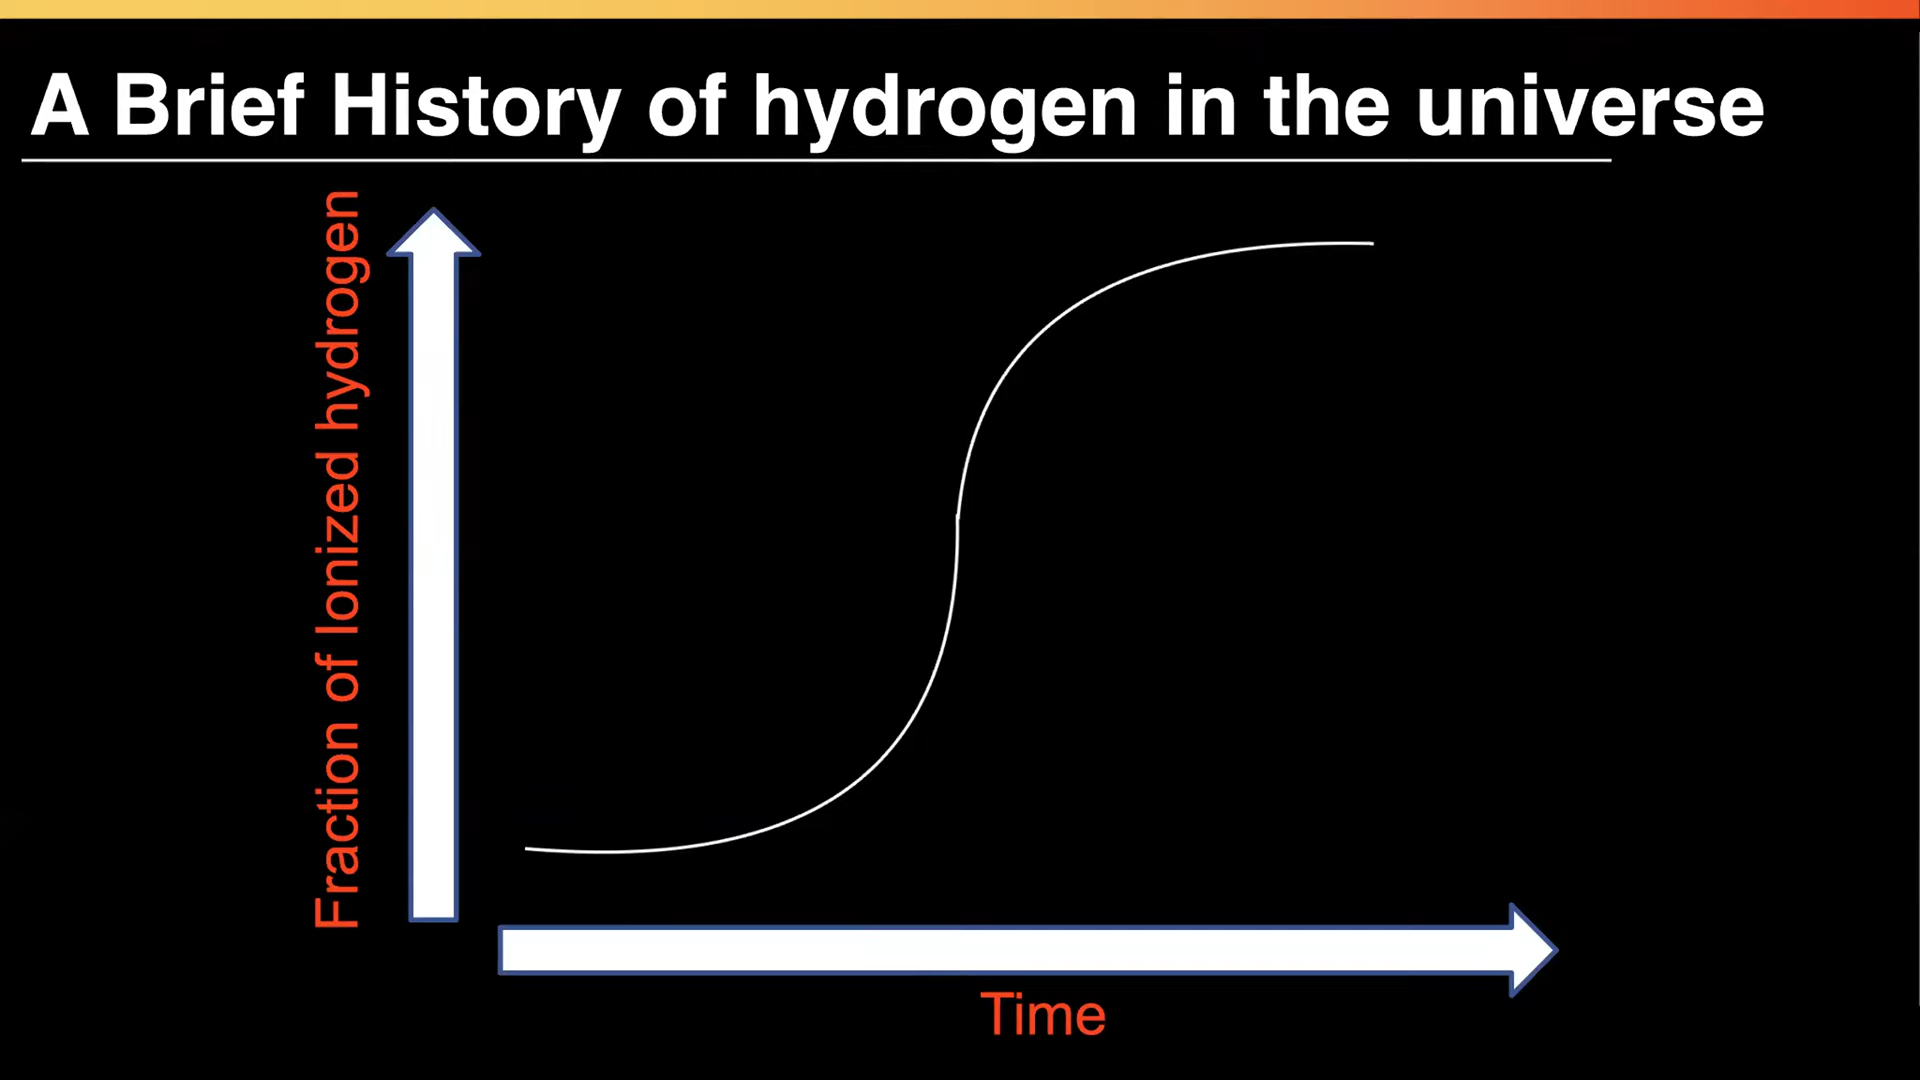 A Brief History of hydrogen in the universe
Fraction of Ionized hydrogen
Time